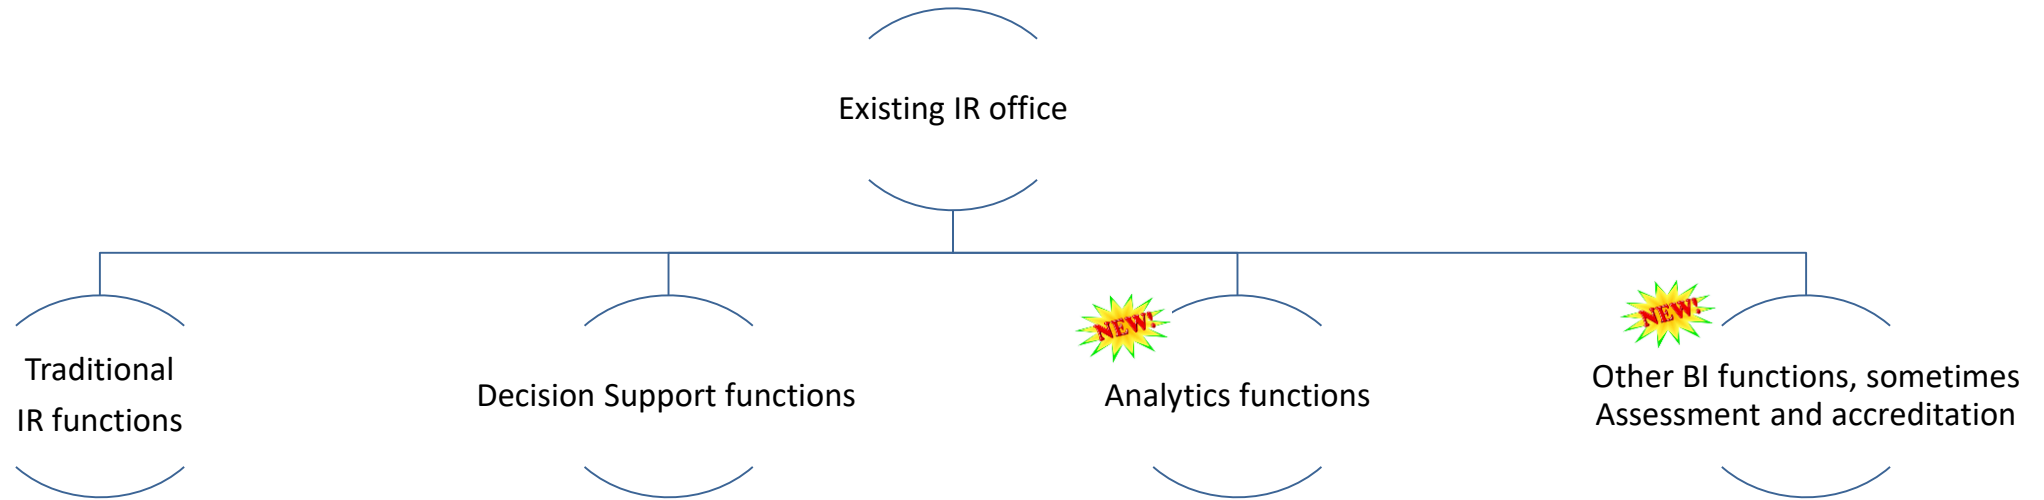 Existing IR office
Traditional
IR functions
Decision Support functions
NEW!
Analytics functions
NEW!
Other BI functions, sometimes
Assessment and accreditation